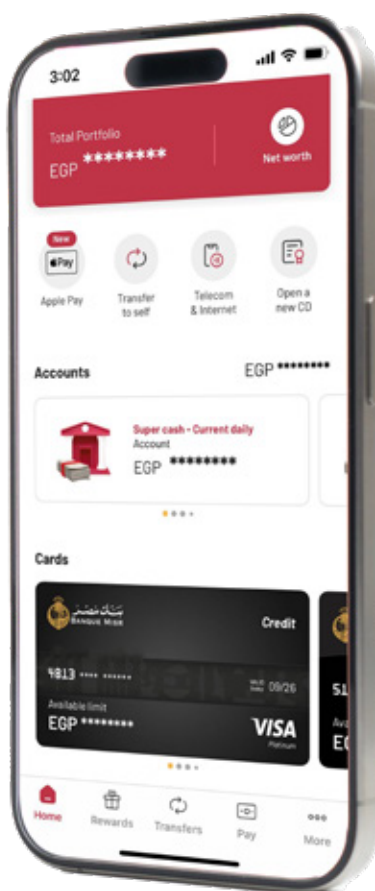 3:02
Total Portfolio
EGP ********
Net worth
New
Pay
Apple Pay
Transfer
to self
Telecom
& Internet
Open a
new CD
Accounts
EGP ********
Super cash - Current daily
Account
EGP ********
Cards
بنك مصر
BANQUE MISR
Credit
4813 **** ******
VALID
THRU
09/26
Available limit
EGP ********
VISA
Platinum
Home
Rewards
Transfers
Pay
More